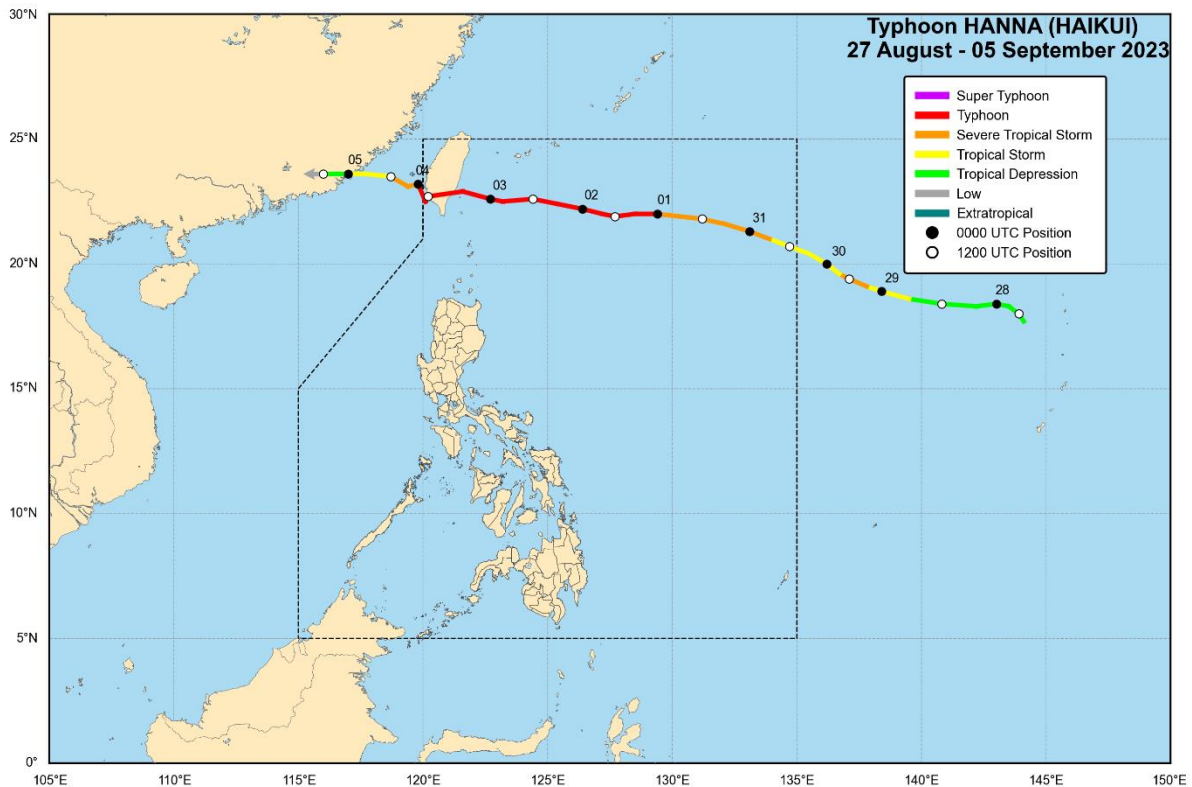 Typhoon HANNA (HAIKUI)
27 August - 05 September 2023
Super Typhoon
Typhoon
Severe Tropical Storm
Tropical Storm
Tropical Depression
Low
Extratropical
0000 UTC Position
1200 UTC Position
30°N
25°N
20°N
15°N
10°N
5°N
0°
05
04
03
02
01
31
30
29
28
105°E
110°E
115°E
120°E
125°E
130°E
135°E
140°E
145°E
150°E